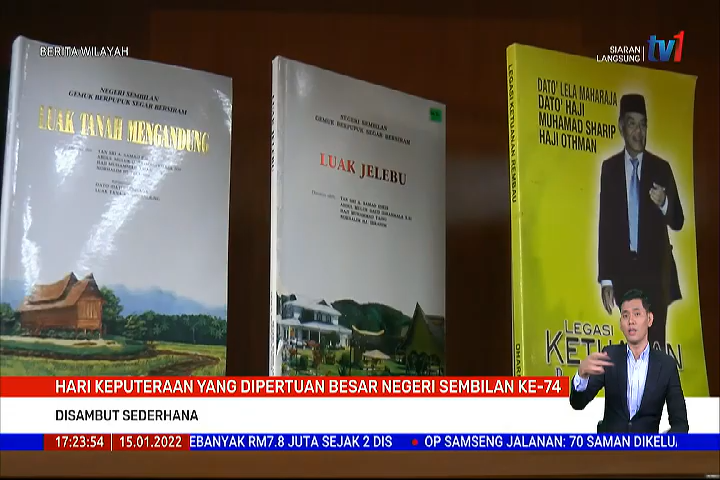 BERITA WILAYAH
SIARAN
LANGSUNG
tv1
NEGERI SEMBILAN
GEMUK BERPUPUK SEGAR BERSIRAM
LUAK TANAH MENGANDUNG
NEGERI SEMBILAN
GEMUK BERPUPUK SEGAR BERSIRAM
LUAK JELEBU
LEGASI KETUANAN REMBAU
DATO' LELA MAHARAJA
DATO' HAJI
MUHAMAD SHARIP
HAJI OTHMAN
LEGASI
HARI KEPUTERAAN YANG DIPERTUAN BESAR NEGERI SEMBILAN KE-74
DISAMBUT SEDERHANA
17:23:54 15.01.2022 EBANYAK RM7.8 JUTA SEJAK 2 DIS • OP SAMSENG JALANAN: 70 SAMAN DIKELU